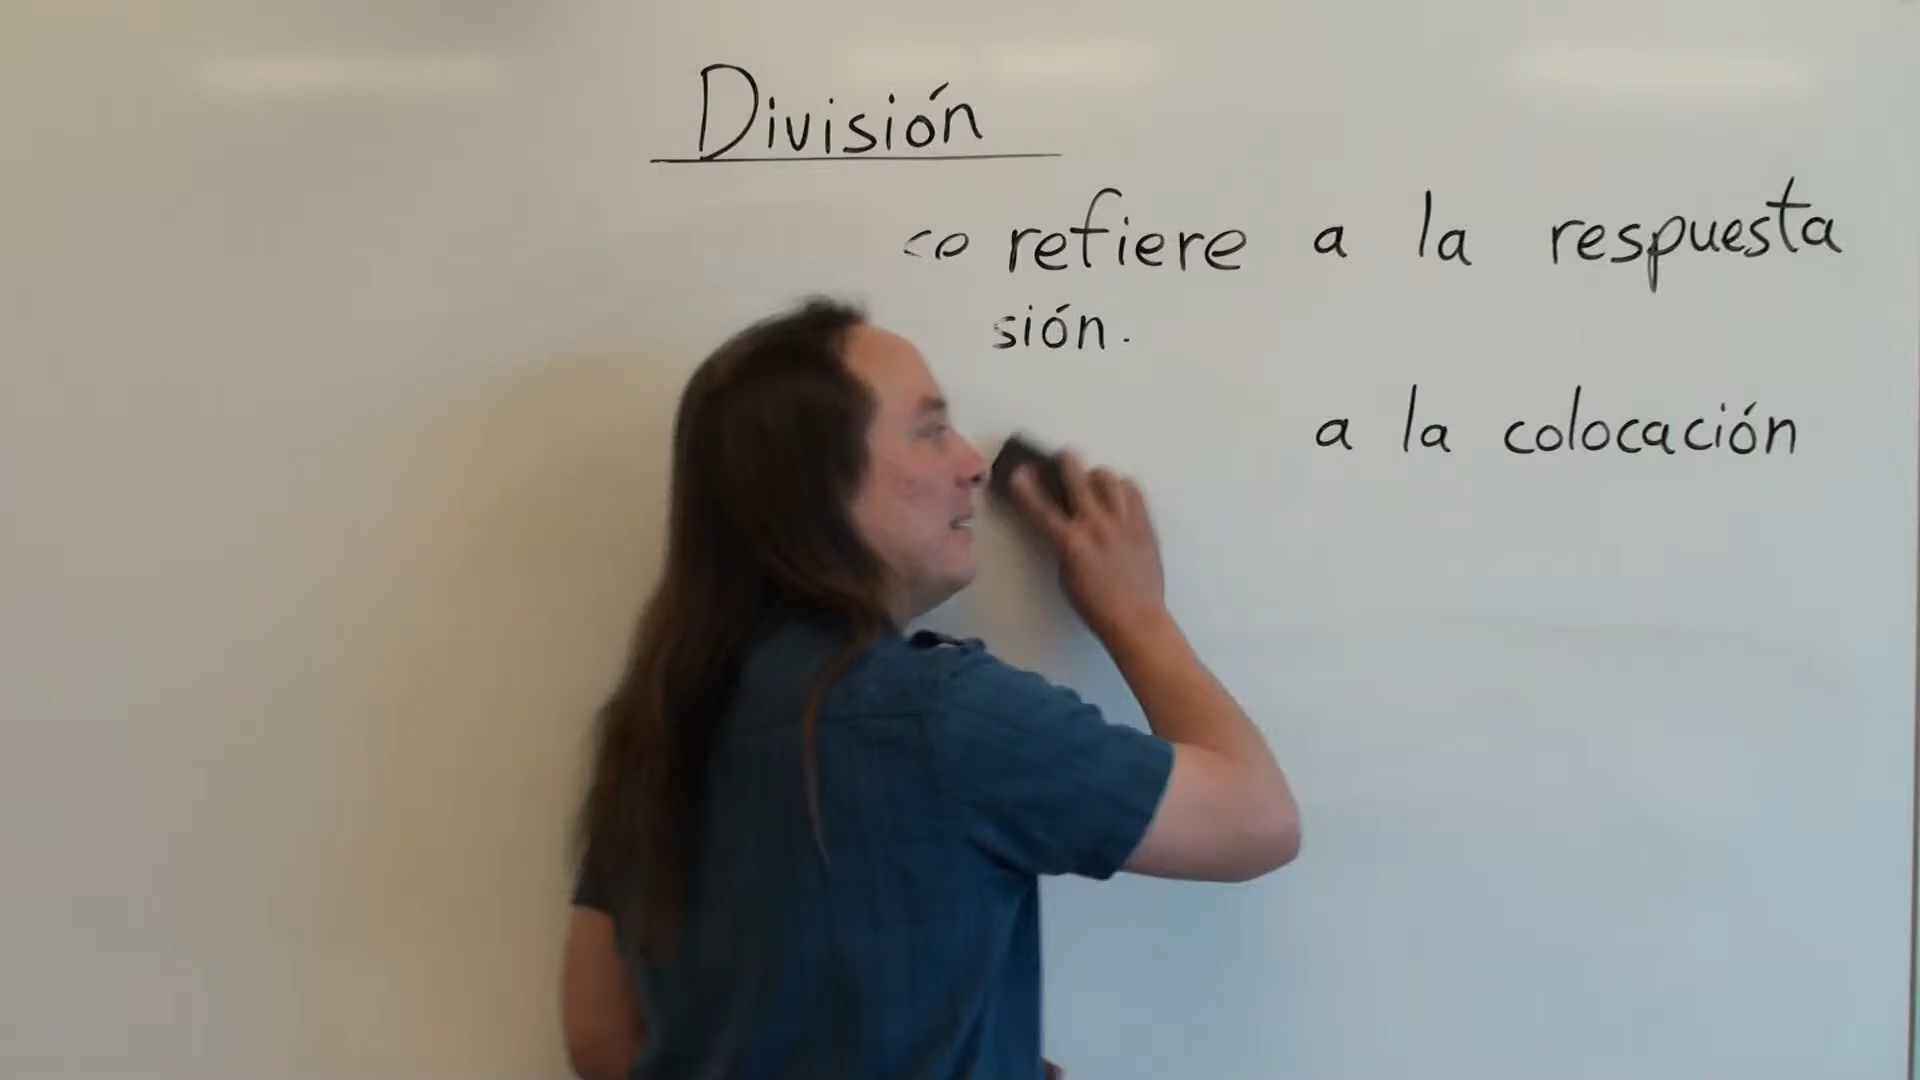 División
refiere a la respuesta
sión.
a la colocación